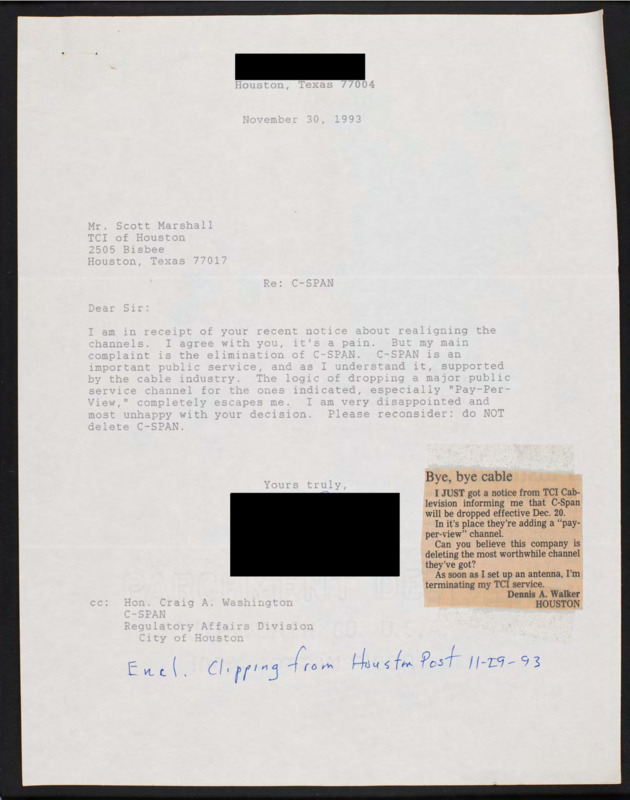 Houston, Texas 77004
November 30, 1993
Mr. Scott Marshall
TCI of Houston
2505 Bisbee
Houston, Texas 77017
Re: C-SPAN
Dear Sir:
I am in receipt of your recent notice about realigning the
channels. I agree with you, it's a pain. But my main
complaint is the elimination of C-SPAN. C-SPAN is an
important public service, and as I understand it, supported
by the cable industry. The logic of dropping a major public
service channel for the ones indicated, especially "Pay-Per-
View," completely escapes me. I am very disappointed and
most unhappy with your decision. Please reconsider: do NOT
delete C-SPAN.
Yours truly,
Bye, bye cable
I JUST got a notice from TCI Cab-
levision informing me that C-Span
will be dropped effective Dec. 20.
In it's place they're adding a "pay-
per-view" channel.
Can you believe this company is
deleting the most worthwhile channel
they've got?
As soon as I set up an antenna, I'm
terminating my TCI service.
Dennis A. Walker
HOUSTON
cc: Hon. Craig A. Washington
C-SPAN
Regulatory Affairs Division
City of Houston
Encl. Clipping from Houston Post 11-29-93